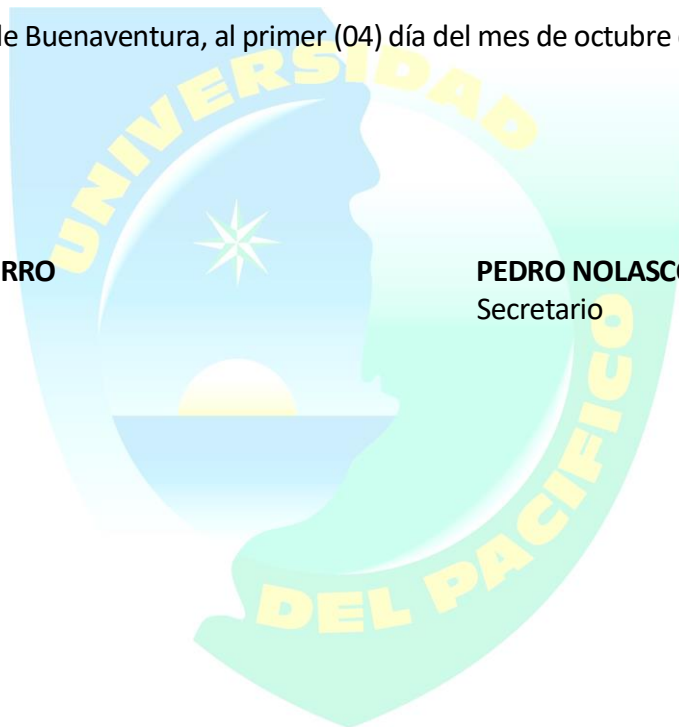 de Buenaventura, al primer (04) día del mes de octubre
UNIVERSIDAD
RRO
PEDRO NOLASCO
Secretario
DEL PACIFICO